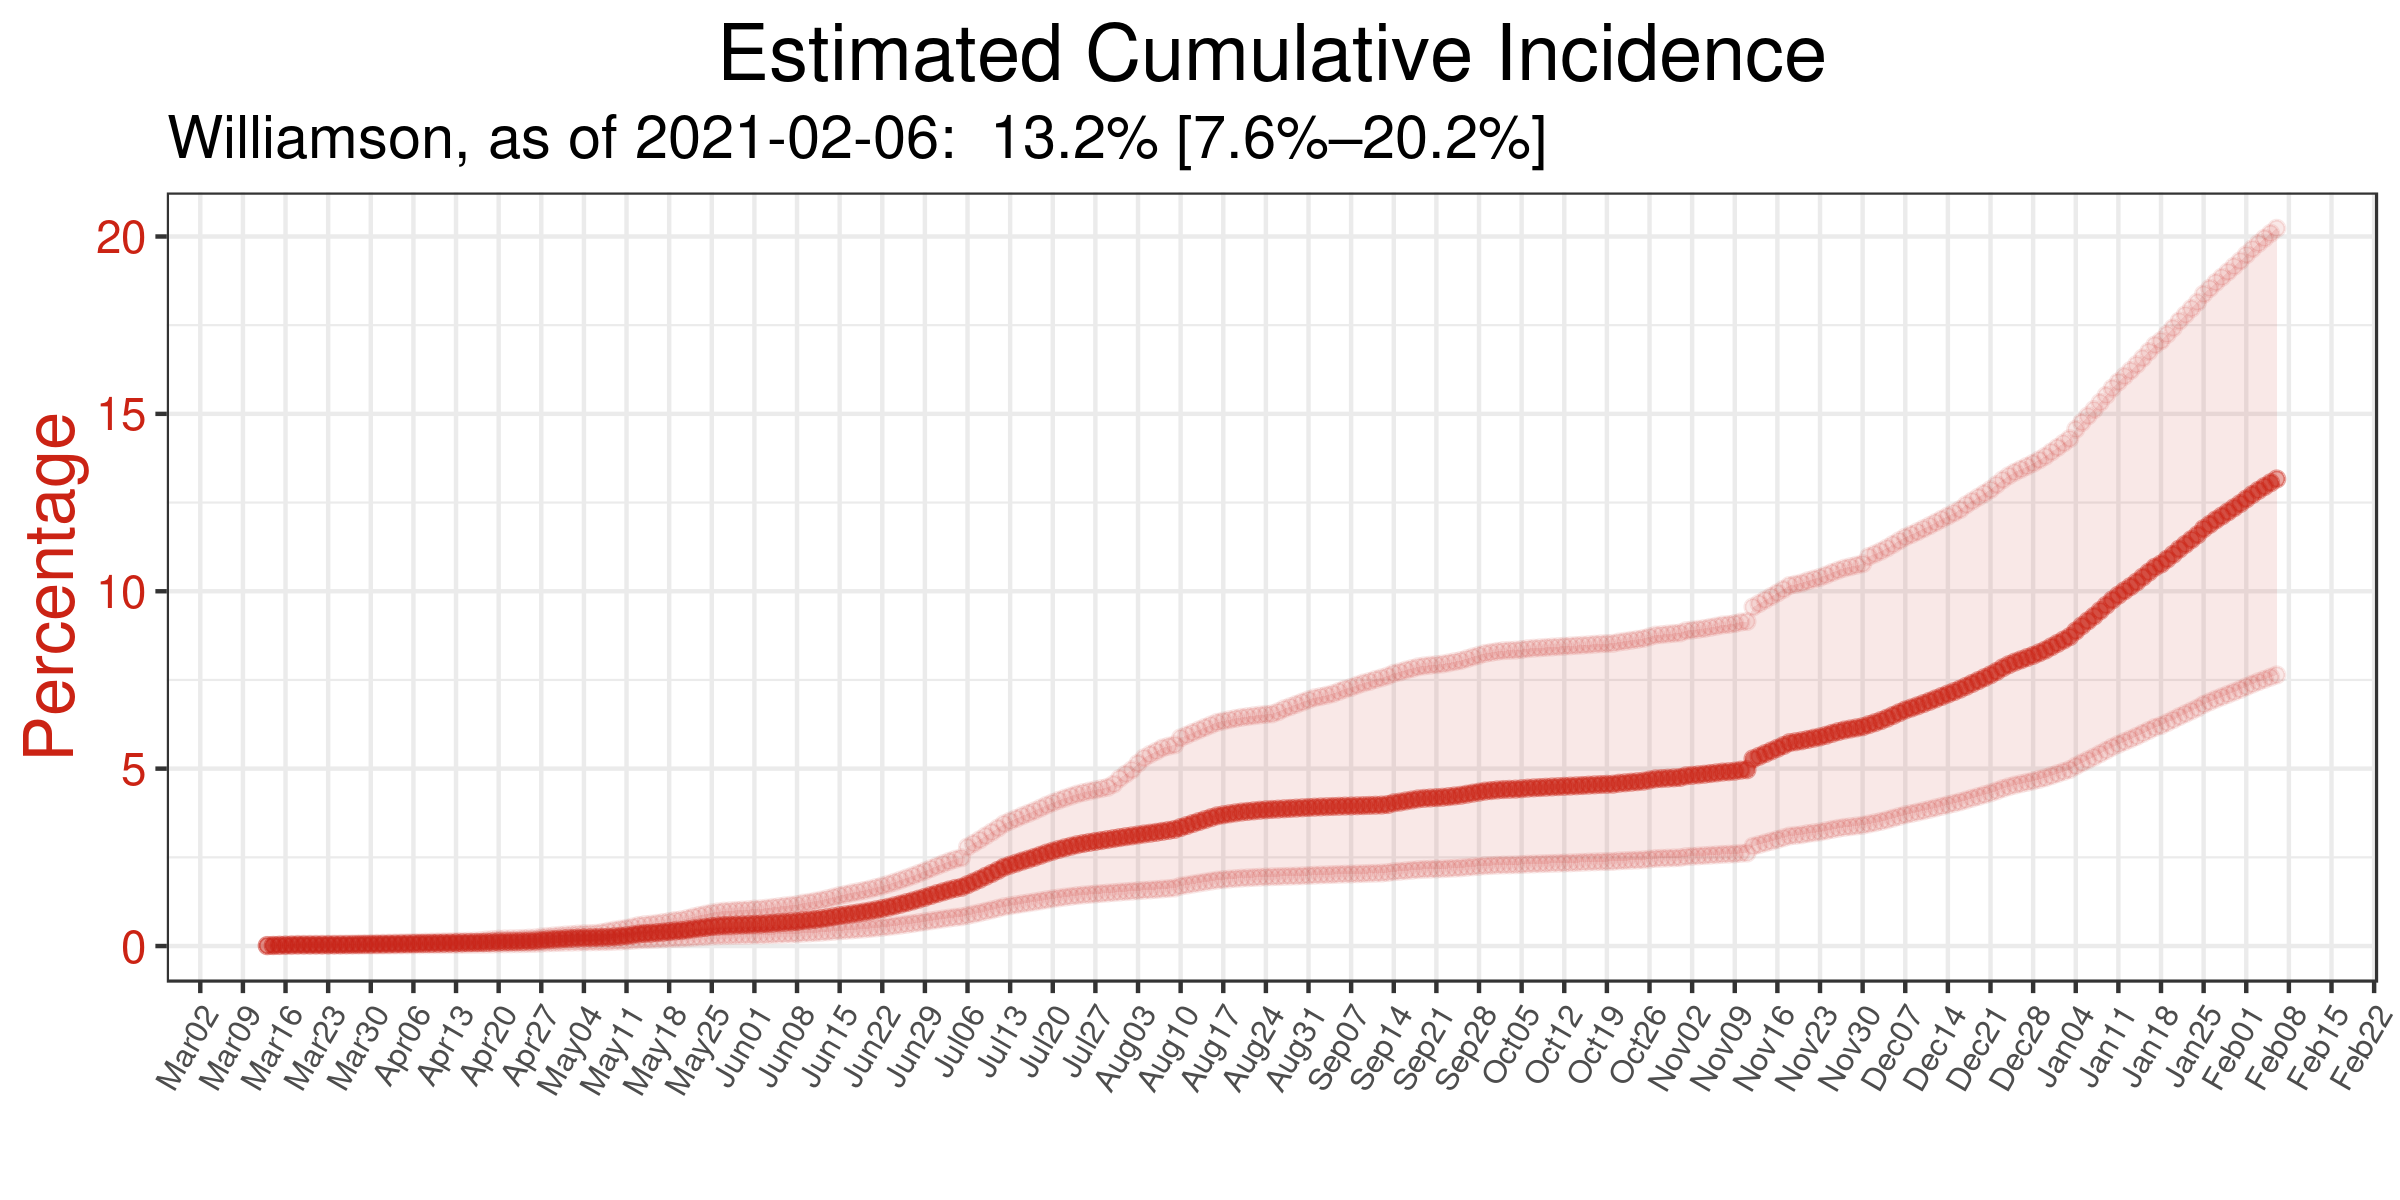 Estimated Cumulative Incidence
Williamson, as of 2021-02-06:  13.2% [7.6%–20.2%]
Percentage
20
15
10
5
0
Mar02 Mar09 Mar16 Mar23 Mar30 Apr06 Apr13 Apr20 Apr27 May04 May11 May18 May25 Jun01 Jun08 Jun15 Jun22 Jun29 Jul06 Jul13 Jul20 Jul27 Aug03 Aug10 Aug17 Aug24 Aug31 Sep07 Sep14 Sep21 Sep28 Oct05 Oct12 Oct19 Oct26 Nov02 Nov09 Nov16 Nov23 Nov30 Dec07 Dec14 Dec21 Dec28 Jan04 Jan11 Jan18 Jan25 Feb01 Feb08 Feb15 Feb22